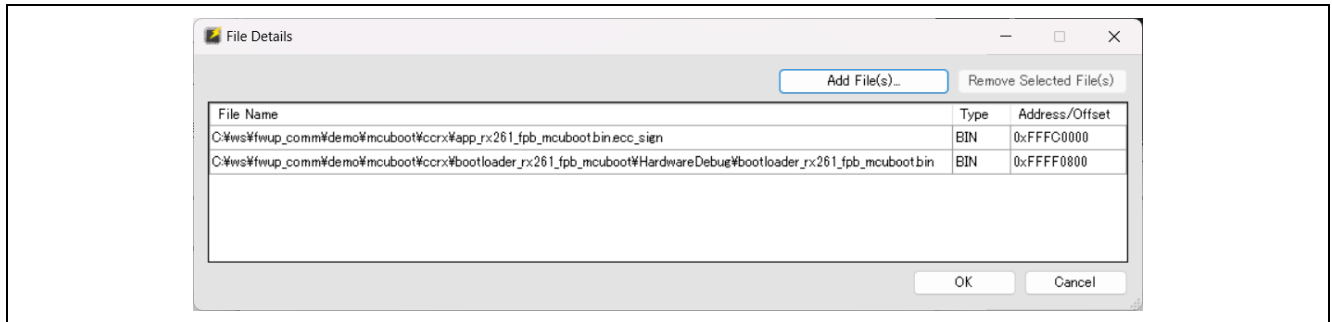 File Details
Add File(s)... Remove Selected File(s)
File Name Type Address/Offset
C:¥ws¥fwup_comm¥demo¥mcuboot¥ccrx¥app_rx261_fpb_mcuboot.bin.ecc_sign BIN 0xFFFC0000
C:¥ws¥fwup_comm¥demo¥mcuboot¥ccrx¥bootloader_rx261_fpb_mcuboot¥HardwareDebug¥bootloader_rx261_fpb_mcuboot.bin BIN 0xFFFF0800
OK Cancel